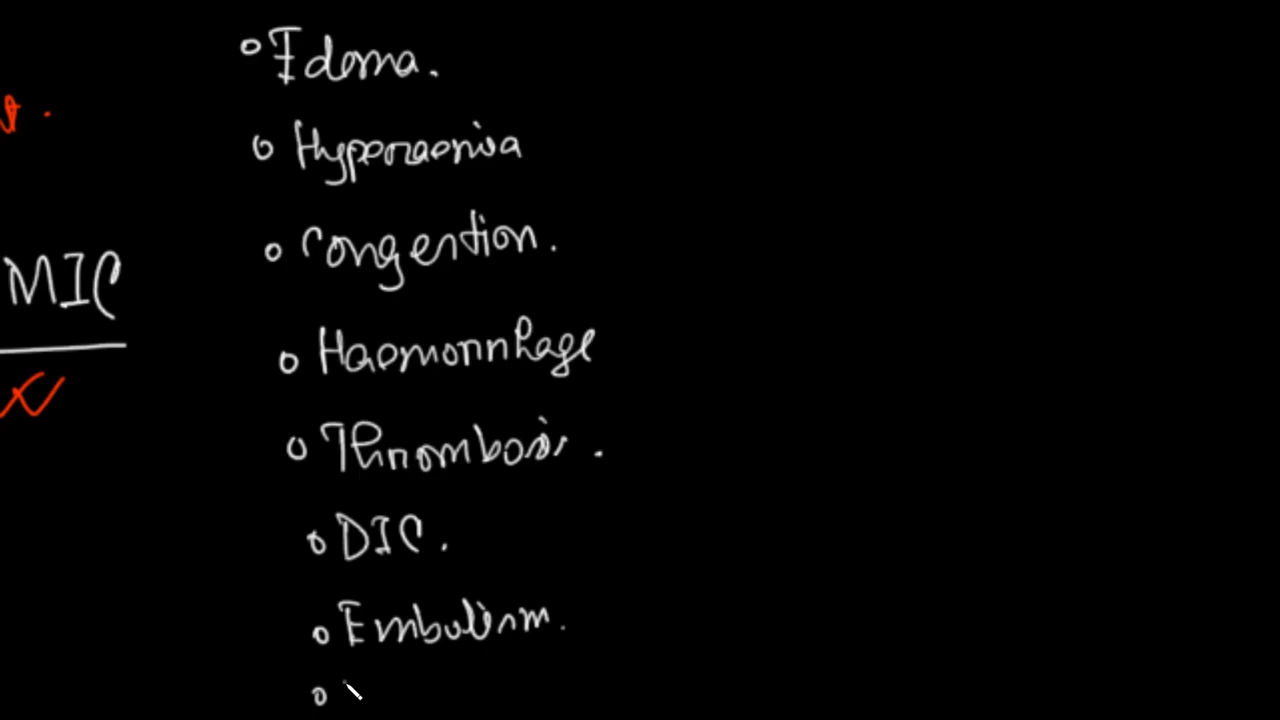 Edema.
Hyperaemia
Congestion.
MIC
Haemorrhage
Thrombosis.
DIC.
Embolism.